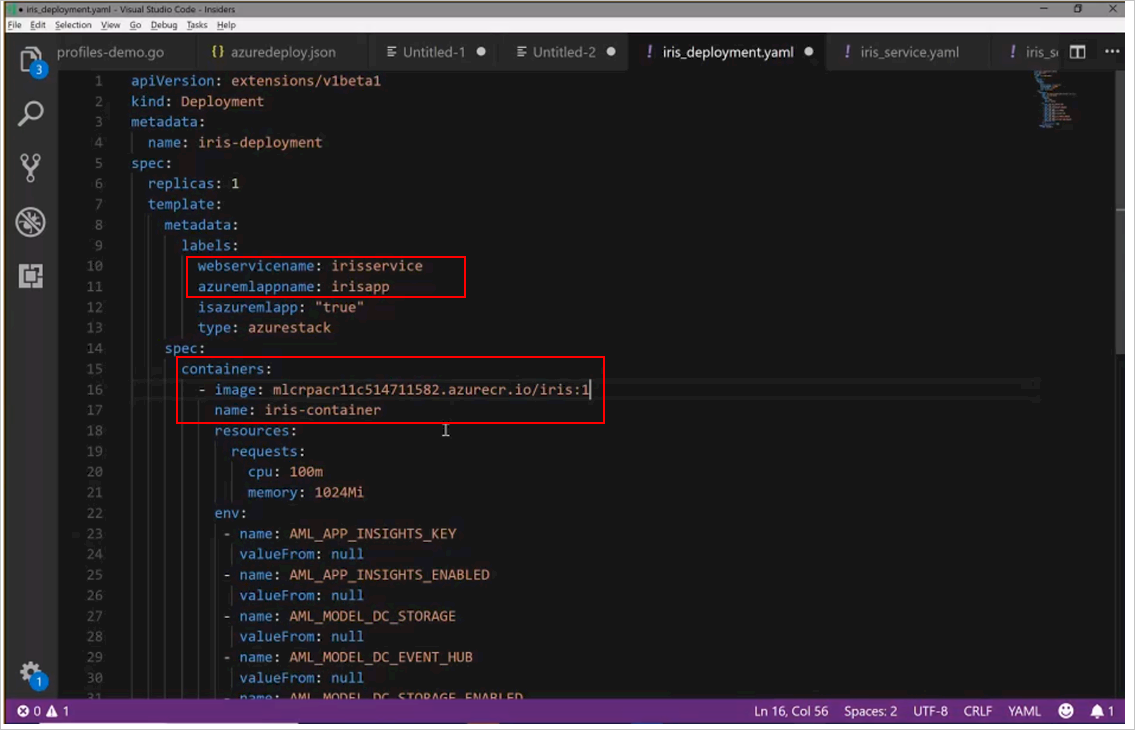 iris_deployment.yaml - Visual Studio Code - Insiders
File Edit Selection View Go Debug Tasks Help
profiles-demo.go {} azuredeploy.json Untitled-1 Untitled-2 ! iris_deployment.yaml ! iris_service.yaml ! iris_s
3
1 apiVersion: extensions/v1beta1
2 kind: Deployment
3 metadata:
4 name: iris-deployment
5 spec:
6 replicas: 1
7 template:
8 metadata:
9 labels:
10 webservicename: irisservice
11 azuremlappname: irisapp
12 isazuremlapp: "true"
13 type: azurestack
14 spec:
15 containers:
16 - image: mlcrpacr11c514711582.azurecr.io/iris:1
17 name: iris-container
18 resources:
19 requests:
20 cpu: 100m
21 memory: 1024Mi
22 env:
23 - name: AML_APP_INSIGHTS_KEY
24 valueFrom: null
25 - name: AML_APP_INSIGHTS_ENABLED
26 valueFrom: null
27 - name: AML_MODEL_DC_STORAGE
28 valueFrom: null
29 - name: AML_MODEL_DC_EVENT_HUB
30 valueFrom: null
31 - name: AML_MODEL_DC_STORAGE_ENABLED
1
0 1 Ln 16, Col 56 Spaces: 2 UTF-8 CRLF YAML 1